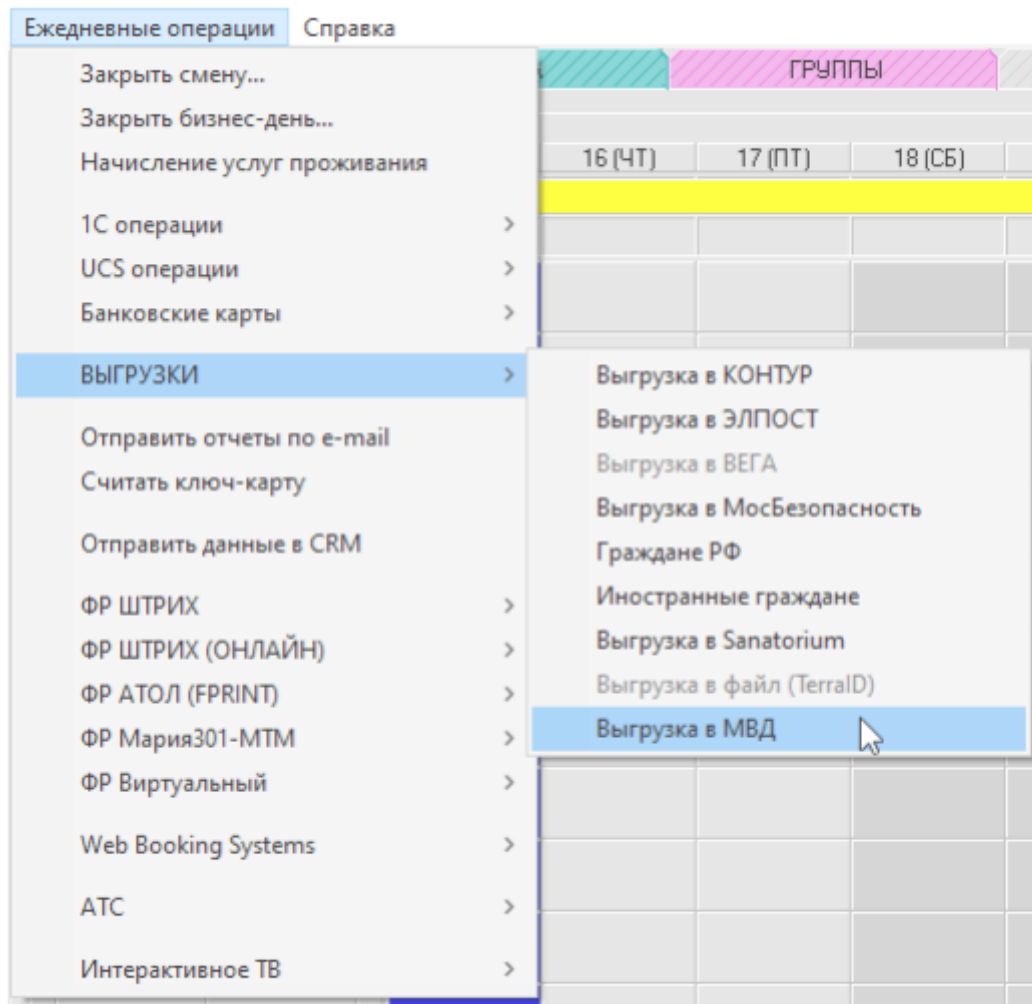 Ежедневные операции Справка
Закрыть смену...
ГРУППЫ
Закрыть бизнес-день...
Начисление услуг проживания
16 (ЧТ) 17 (ПТ) 18 (СБ)
1С операции
UCS операции
Банковские карты
ВЫГРУЗКИ
Отправить отчеты по e-mail
Считать ключ-карту
Отправить данные в CRM
ФР ШТРИХ
ФР ШТРИХ (ОНЛАЙН)
ФР АТОЛ (FPRINT)
ФР Мария301-МТМ
ФР Виртуальный
Web Booking Systems
АТС
Интерактивное ТВ
Выгрузка в КОНТУР
Выгрузка в ЭЛПОСТ
Выгрузка в ВЕГА
Выгрузка в МосБезопасность
Граждане РФ
Иностранные граждане
Выгрузка в Sanatorium
Выгрузка в файл (TerraID)
Выгрузка в МВД